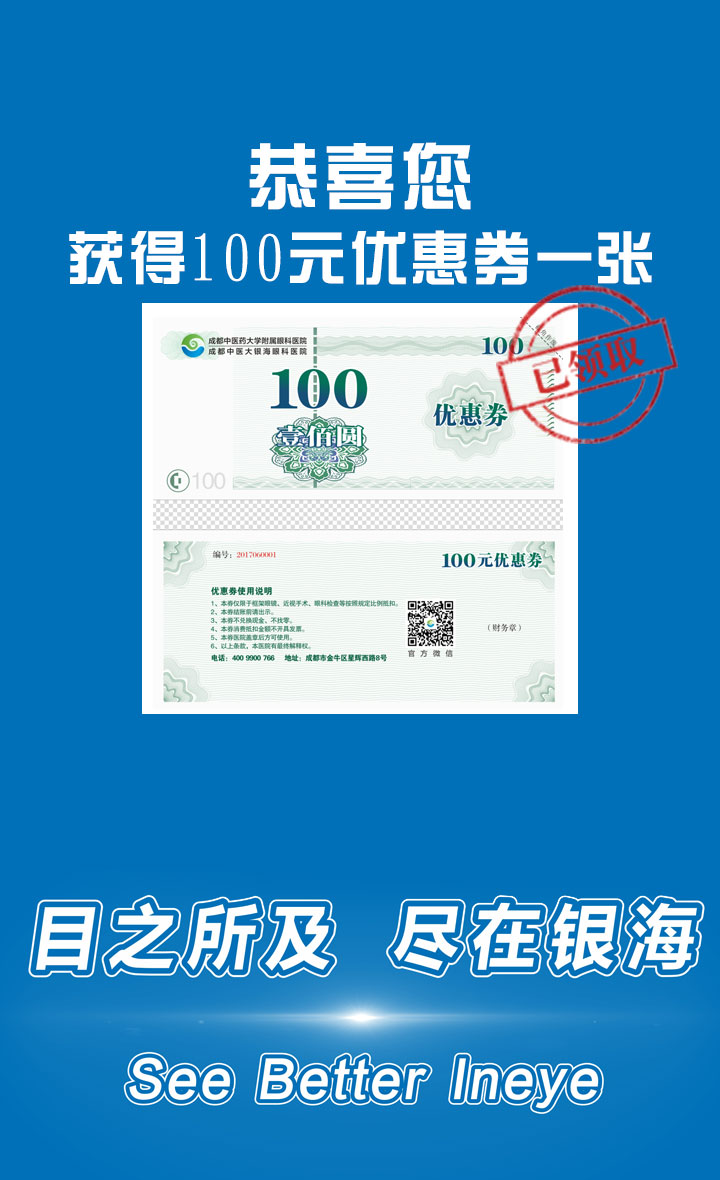 恭喜您
获得100元优惠券一张
成都中医药大学附属眼科医院
成都中医大银海眼科医院
100
100
优惠券
壹佰圆
100
已领取
编号：2017060001
100元优惠券
优惠券使用说明
1、本券仅限于框架眼镜、近视手术、眼科检查等按照规定比例抵扣。
2、本券结账前请出示。
3、本券不兑换现金、不找零。
4、本券消费抵扣金额不开具发票。
5、本券医院盖章后方可使用。
6、以上条款，本医院有最终解释权。
电话：400 9900 766 地址：成都市金牛区星辉西路8号
官方微信
（财务章）
目之所及 尽在银海
See Better Ineye